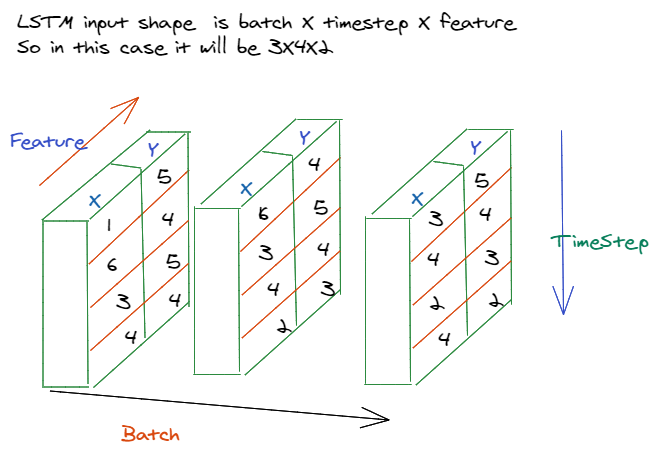 LSTM input shape is batch X timestep X feature
So in this case it will be 3X4X2
Feature
X Y
1 5
6 4
3 5
4 4
X Y
6 4
3 5
4 4
2 3
X Y
3 5
4 4
2 3
4 2
TimeStep
Batch